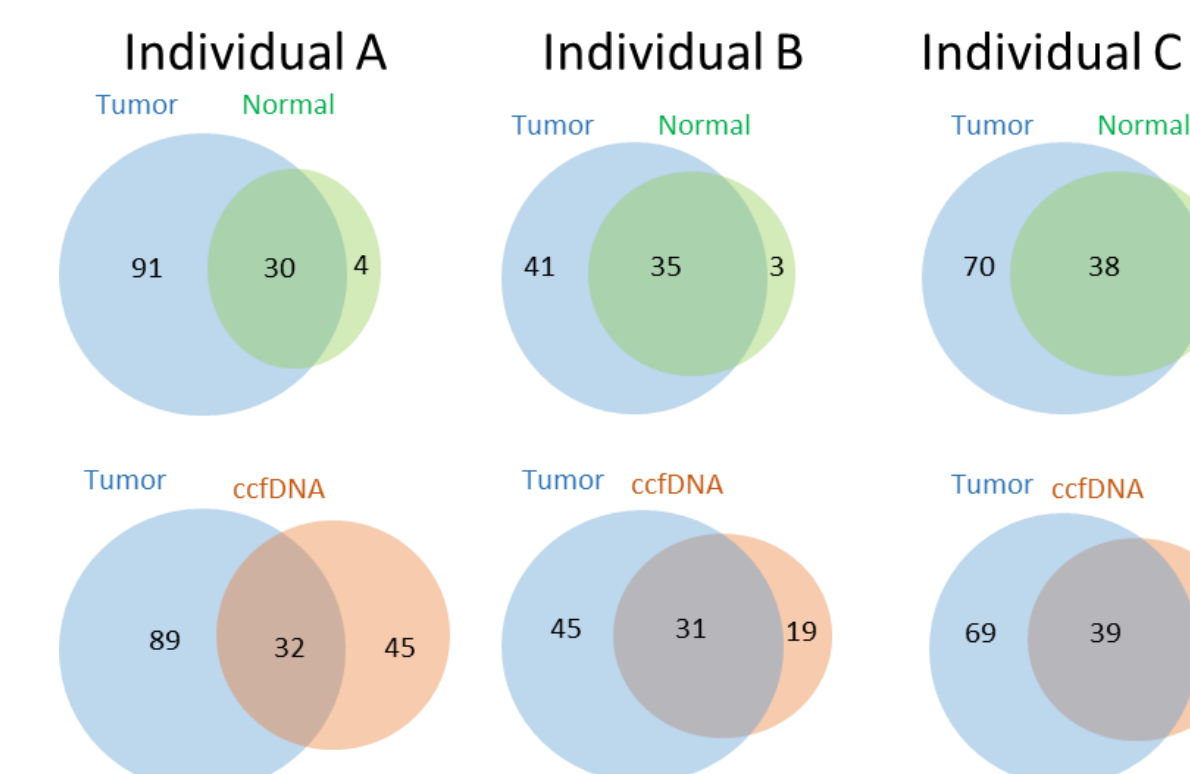 Individual A Individual B Individual C
Tumor Normal Tumor Normal Tumor Normal
91 30 4 41 35 3 70 38
Tumor ccfDNA Tumor ccfDNA Tumor ccfDNA
89 32 45 45 31 19 69 39